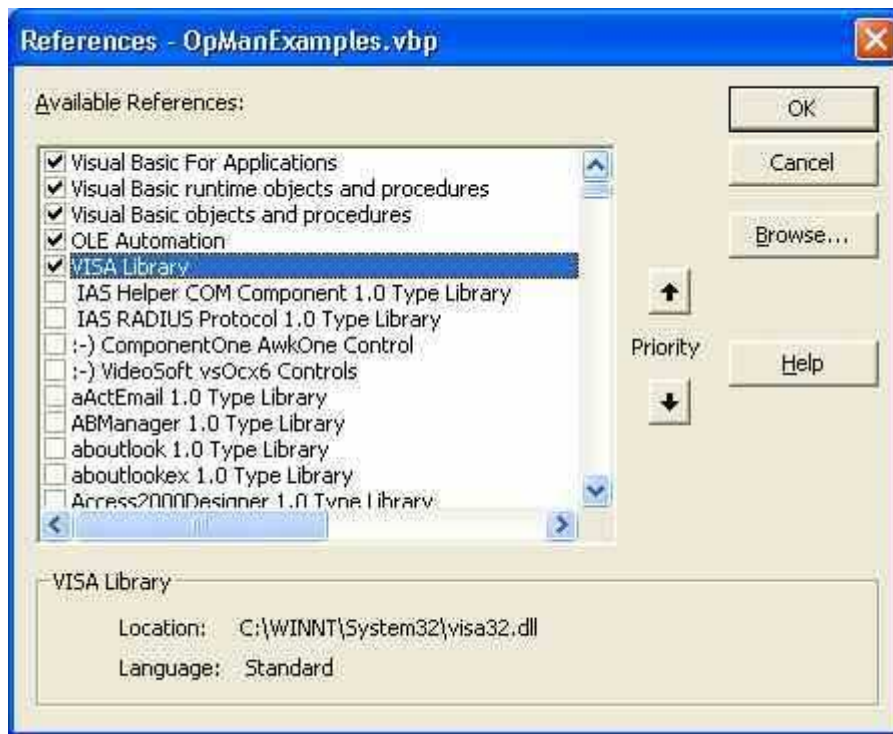 References - OpManExamples.vbp
Available References:
OK
Cancel
Browse...
Priority
Help
Visual Basic For Applications
Visual Basic runtime objects and procedures
Visual Basic objects and procedures
OLE Automation
VISA Library
IAS Helper COM Component 1.0 Type Library
IAS RADIUS Protocol 1.0 Type Library
:-) ComponentOne AwkOne Control
:-) VideoSoft vsOcx6 Controls
aActEmail 1.0 Type Library
ABManager 1.0 Type Library
aboutlook 1.0 Type Library
aboutlookex 1.0 Type Library
Access2000Designer 1.0 Type Library
VISA Library
Location: C:\WINNT\System32\visa32.dll
Language: Standard